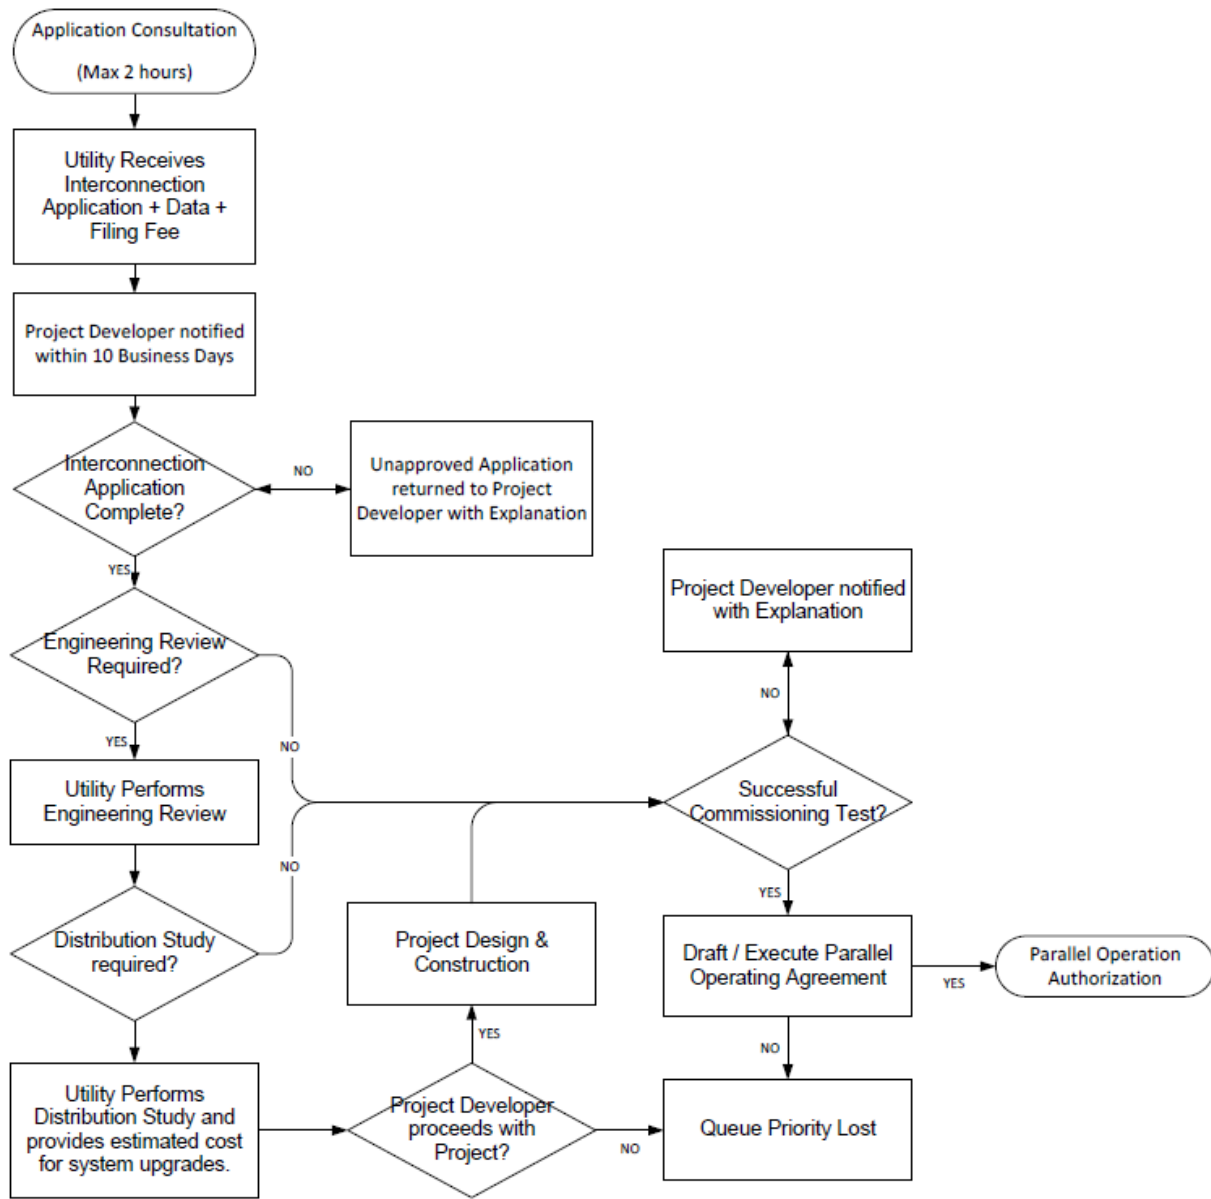 Application Consultation
(Max 2 hours)
Utility Receives
Interconnection
Application + Data +
Filing Fee
Project Developer notified
within 10 Business Days
Interconnection
Application
Complete?
NO
Unapproved Application
returned to Project
Developer with Explanation
YES
Engineering Review
Required?
NO
YES
Utility Performs
Engineering Review
Distribution Study
required?
NO
Utility Performs
Distribution Study and
provides estimated cost
for system upgrades.
Project Developer
proceeds with
Project?
YES
NO
Project Design &
Construction
Project Developer notified
with Explanation
NO
Successful
Commissioning Test?
YES
Draft / Execute Parallel
Operating Agreement
YES
Parallel Operation
Authorization
NO
Queue Priority Lost